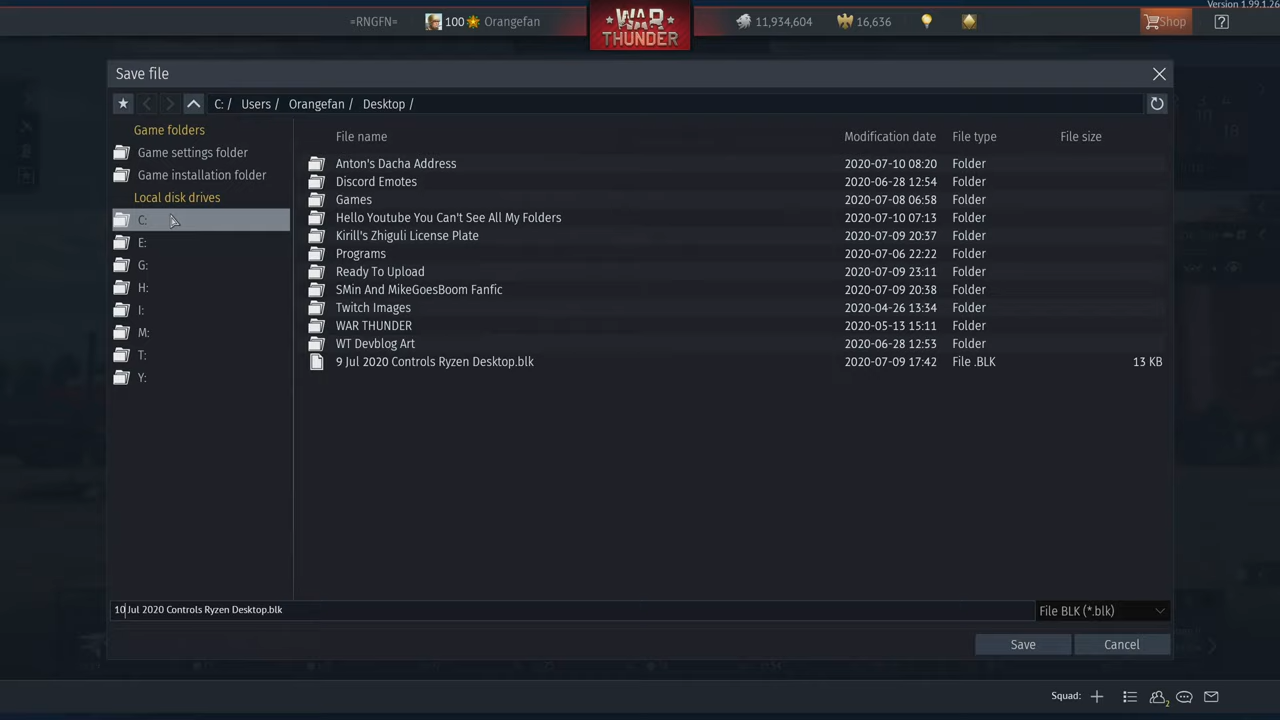 Version 1.99.1.26
=RNGFN= 100 Orangefan WAR THUNDER 11,934,604 16,636 Shop ?
Save file
C: / Users / Orangefan / Desktop /
Game folders
Game settings folder
Game installation folder
Local disk drives
C:
E:
G:
H:
I:
M:
T:
Y:
File name Modification date File type File size
Anton's Dacha Address 2020-07-10 08:20 Folder
Discord Emotes 2020-06-28 12:54 Folder
Games 2020-07-08 06:58 Folder
Hello Youtube You Can't See All My Folders 2020-07-10 07:13 Folder
Kirill's Zhiguli License Plate 2020-07-09 20:37 Folder
Programs 2020-07-06 22:22 Folder
Ready To Upload 2020-07-09 23:11 Folder
SMin And MikeGoesBoom Fanfic 2020-07-09 20:38 Folder
Twitch Images 2020-04-26 13:34 Folder
WAR THUNDER 2020-05-13 15:11 Folder
WT Devblog Art 2020-06-28 12:53 Folder
9 Jul 2020 Controls Ryzen Desktop.blk 2020-07-09 17:42 File .BLK 13 KB
10 Jul 2020 Controls Ryzen Desktop.blk File BLK (*.blk)
Save Cancel
Squad: 2